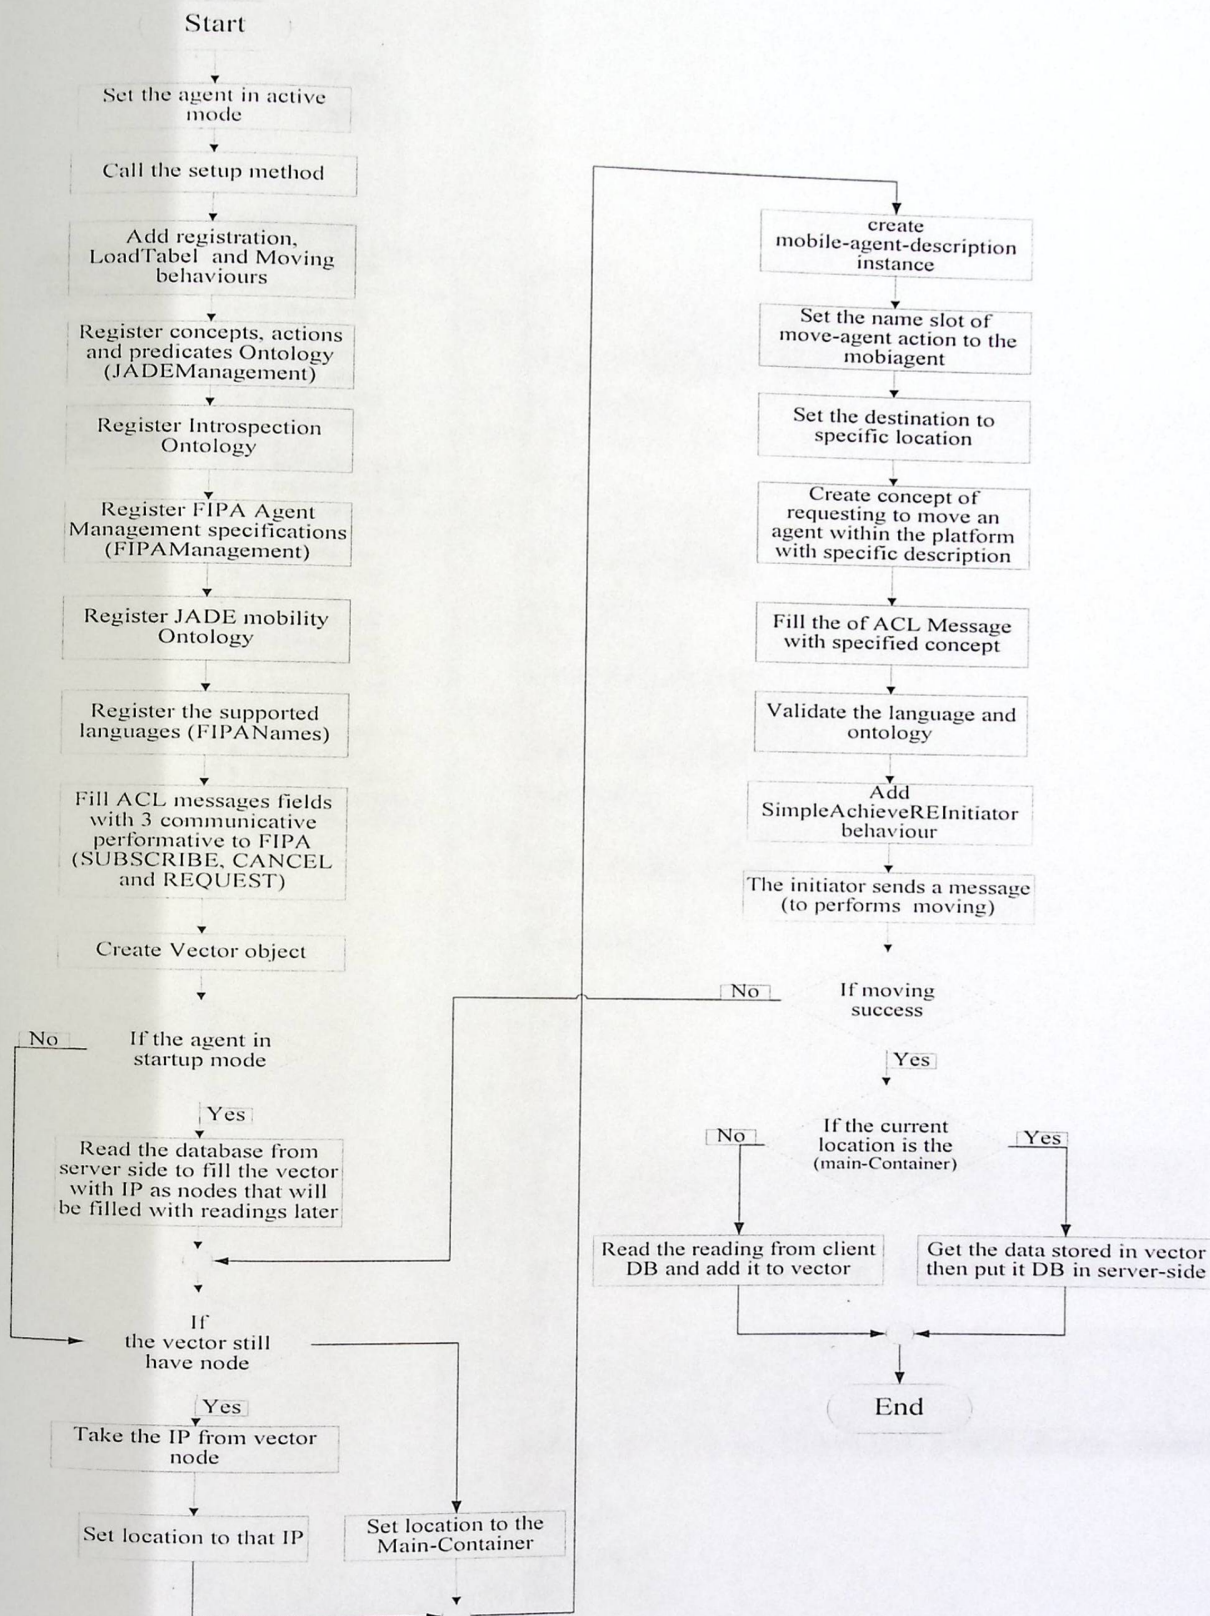 Start
Set the agent in active
mode
Call the setup method
Add registration,
LoadTabel and Moving
behaviours
Register concepts, actions
and predicates Ontology
(JADEManagement)
Register Introspection
Ontology
Register FIPA Agent
Management specifications
(FIPAManagement)
Register JADE mobility
Ontology
Register the supported
languages (FIPANames)
Fill ACL messages fields
with 3 communicative
performative to FIPA
(SUBSCRIBE, CANCEL
and REQUEST)
Create Vector object
No
If the agent in
startup mode
Yes
Read the database from
server side to fill the vector
with IP as nodes that will
be filled with readings later
If
the vector still
have node
Yes
Take the IP from vector
node
Set location to that IP
Set location to the
Main-Container
create
mobile-agent-description
instance
Set the name slot of
move-agent action to the
mobiagent
Set the destination to
specific location
Create concept of
requesting to move an
agent within the platform
with specific description
Fill the of ACL Message
with specified concept
Validate the language and
ontology
Add
SimpleAchieveREInitiator
behaviour
The initiator sends a message
(to performs moving)
No
If moving
success
Yes
No
If the current
location is the
(main-Container)
Yes
Read the reading from client
DB and add it to vector
Get the data stored in vector
then put it DB in server-side
End